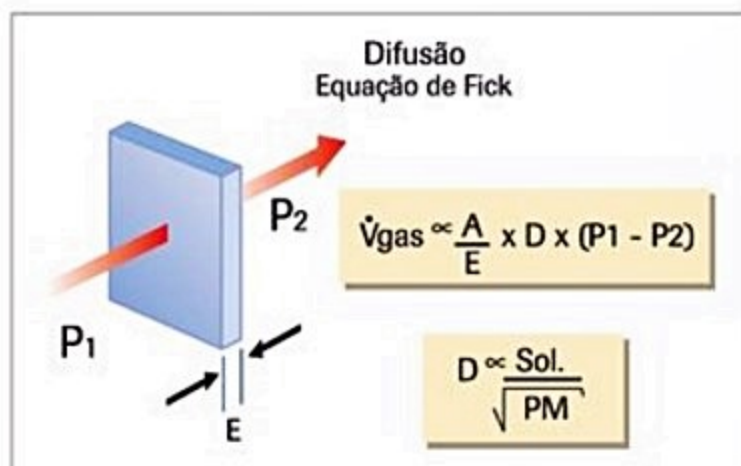 Difusão
Equação de Fick
P1
P2
E
V̇gas ∝ A/E x D x (P1 - P2)
D ∝ Sol./√PM